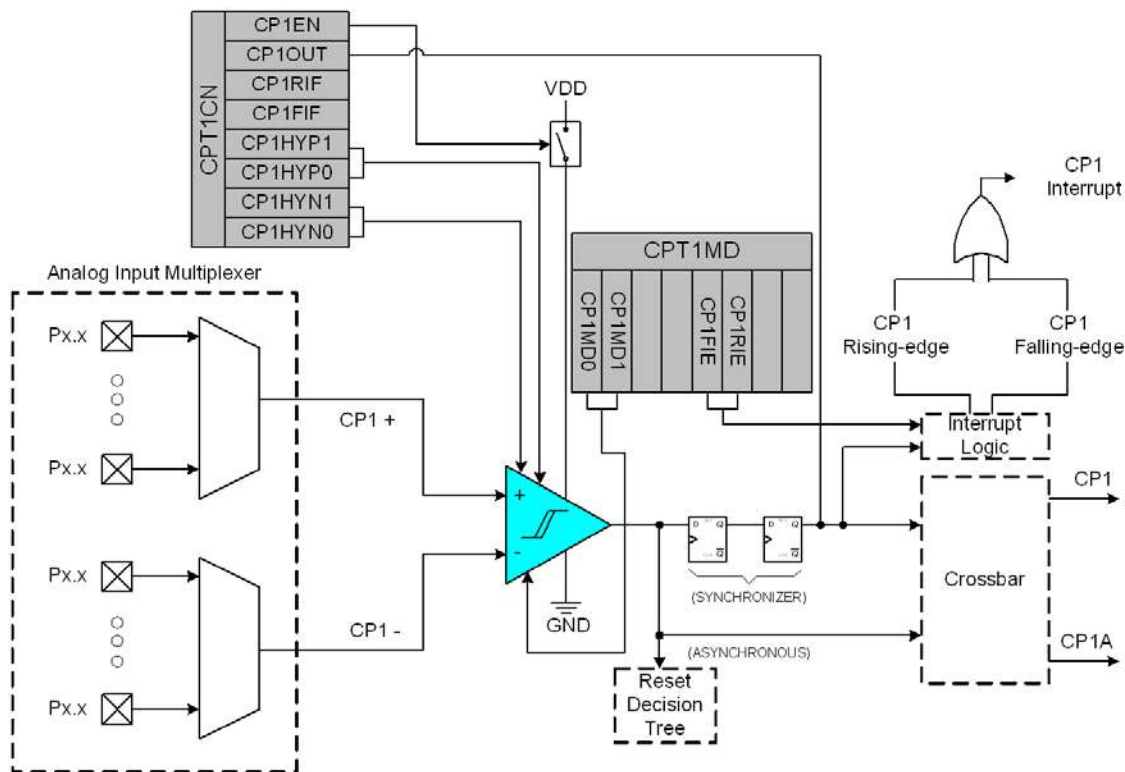 CPT1CN
CP1EN
CP1OUT
CP1RIF
CP1FIF
CP1HYP1
CP1HYP0
CP1HYN1
CP1HYN0
VDD
CP1
Interrupt
CPT1MD
CP1MD0
CP1MD1
CP1FIE
CP1RIE
CP1
Rising-edge
CP1
Falling-edge
Interrupt
Logic
Analog Input Multiplexer
Px.x
Px.x
Px.x
Px.x
CP1 +
CP1 -
+
-
GND
D
Q
Q
D
Q
Q
(SYNCHRONIZER)
(ASYNCHRONOUS)
Reset
Decision
Tree
Crossbar
CP1
CP1A